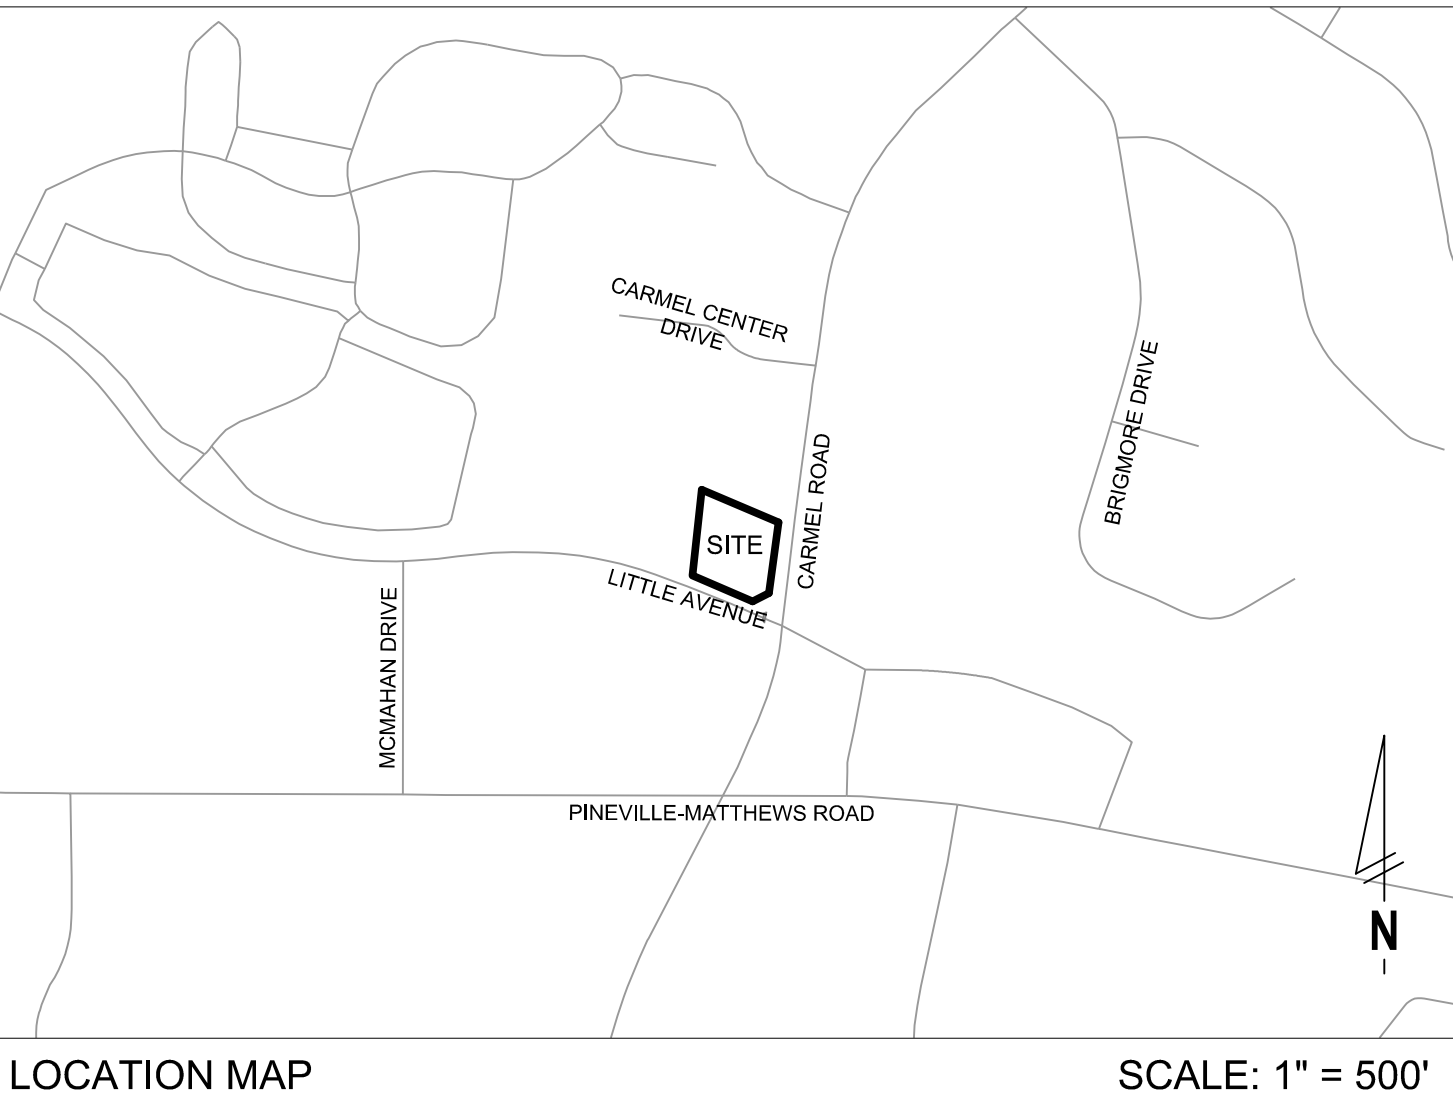 CARMEL CENTER
DRIVE
BRIGMORE DRIVE
CARMEL ROAD
SITE
LITTLE AVENUE
MCMAHAN DRIVE
PINEVILLE-MATTHEWS ROAD
N
LOCATION MAP
SCALE: 1" = 500'